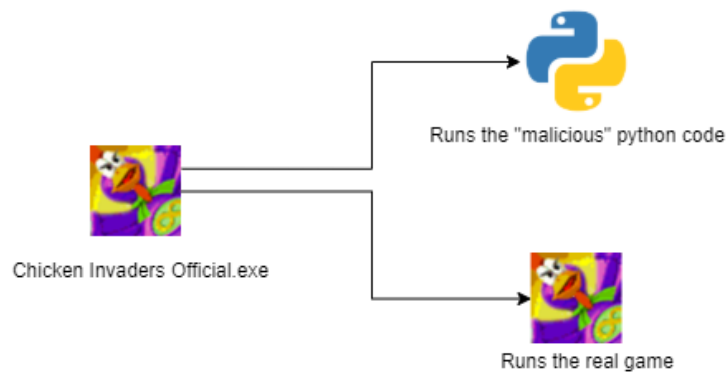 Runs the "malicious" python code
Chicken Invaders Official.exe
Runs the real game